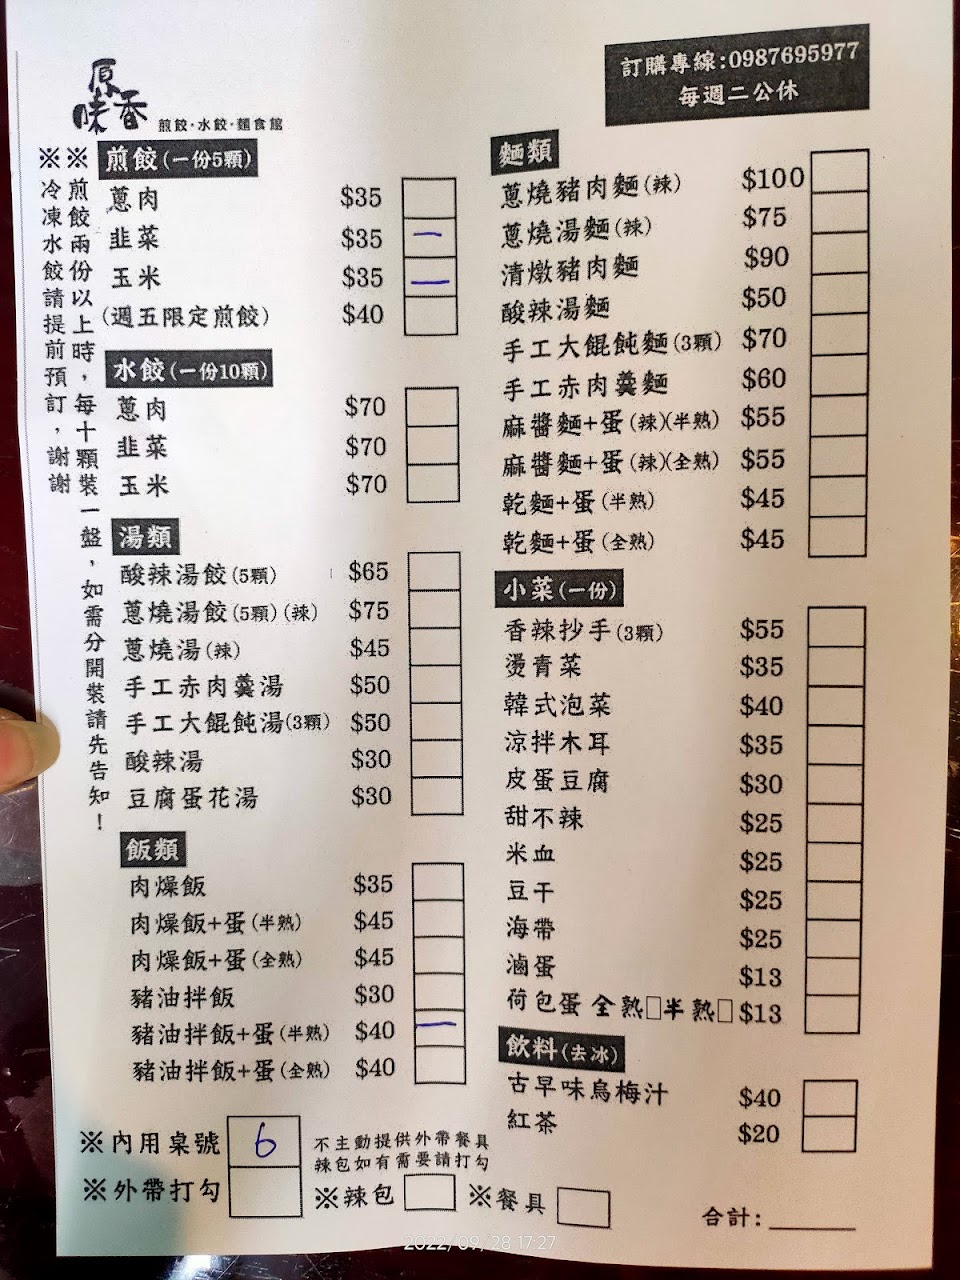 原味香
煎餃·水餃·麵食館
訂購專線:0987695977
每週二公休
※煎餃兩份以上時，每十顆裝一盤，如需分開裝請先告知！
※冷凍水餃請提前預訂，謝謝
煎餃(一份5顆)
蔥肉 $35
韭菜 $35 一
玉米 $35 一
(週五限定煎餃) $40
水餃(一份10顆)
蔥肉 $70
韭菜 $70
玉米 $70
湯類
酸辣湯餃(5顆) $65
蔥燒湯餃(5顆)(辣) $75
蔥燒湯(辣) $45
手工赤肉羹湯 $50
手工大餛飩湯(3顆) $50
酸辣湯 $30
豆腐蛋花湯 $30
飯類
肉燥飯 $35
肉燥飯+蛋(半熟) $45
肉燥飯+蛋(全熟) $45
豬油拌飯 $30
豬油拌飯+蛋(半熟) $40 一
豬油拌飯+蛋(全熟) $40
麵類
蔥燒豬肉麵(辣) $100
蔥燒湯麵(辣) $75
清燉豬肉麵 $90
酸辣湯麵 $50
手工大餛飩麵(3顆) $70
手工赤肉羹麵 $60
麻醬麵+蛋(辣)(半熟) $55
麻醬麵+蛋(辣)(全熟) $55
乾麵+蛋(半熟) $45
乾麵+蛋(全熟) $45
小菜(一份)
香辣抄手(3顆) $55
燙青菜 $35
韓式泡菜 $40
涼拌木耳 $35
皮蛋豆腐 $30
甜不辣 $25
米血 $25
豆干 $25
海帶 $25
滷蛋 $13
荷包蛋 全熟□半熟□ $13
飲料(去冰)
古早味烏梅汁 $40
紅茶 $20
※內用桌號 6
※外帶打勾
不主動提供外帶餐具
辣包如有需要請打勾
※辣包 ※餐具
合計:______
2022/09/28 17:27